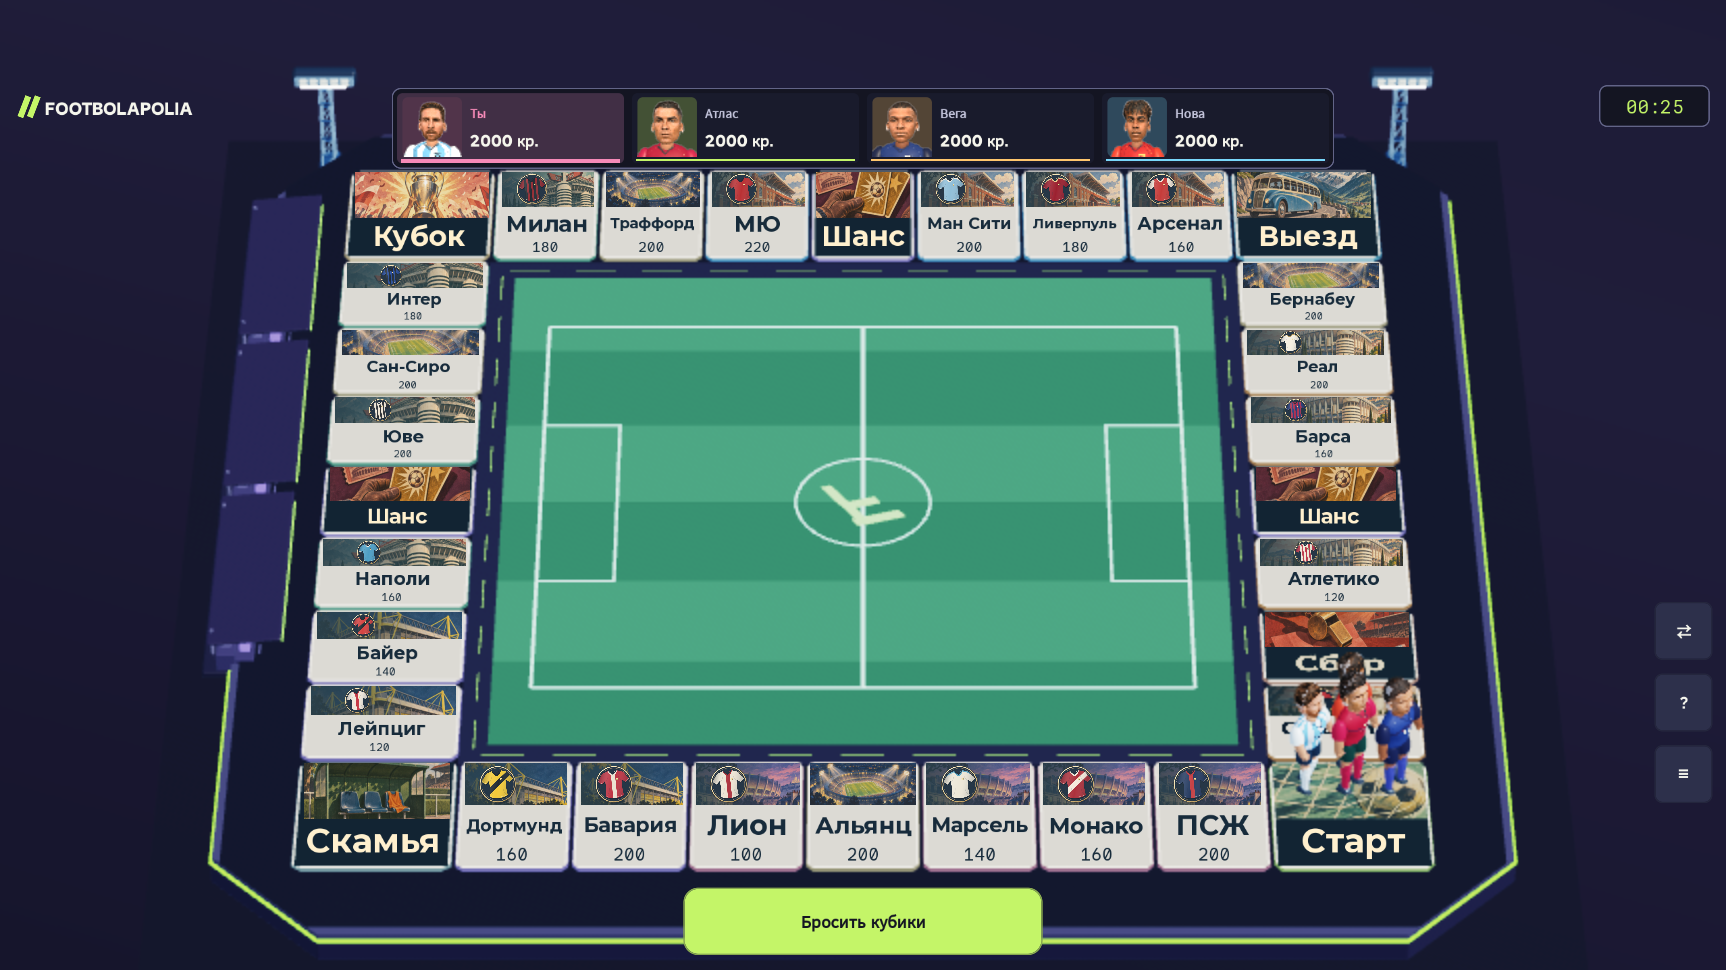 FOOTBOLAPOLIA
Ты
2000 кр.
Атлас
2000 кр.
Вега
2000 кр.
Нова
2000 кр.
00:25
Кубок
Милан
180
Траффорд
200
МЮ
220
Шанс
Ман Сити
200
Ливерпуль
180
Арсенал
160
Выезд
Интер
180
Бернабеу
200
Сан-Сиро
200
Реал
200
Юве
200
Барса
160
Шанс
Шанс
Наполи
160
Атлетико
120
Байер
140
Лейпциг
120
Скамья
Дортмунд
160
Бавария
200
Лион
100
Альянц
200
Марсель
140
Монако
160
ПСЖ
200
Старт
?
Бросить кубики